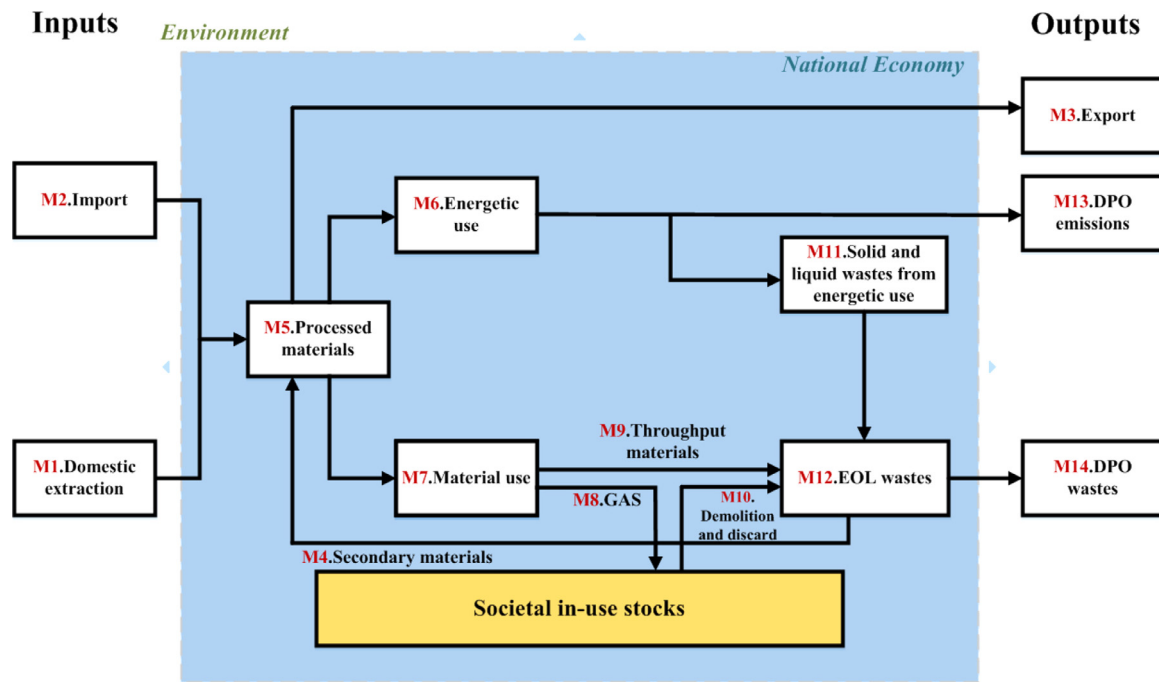 Inputs
Environment
Outputs
National Economy
M3.Export
M2.Import
M6.Energetic
use
M13.DPO
emissions
M11.Solid and
liquid wastes from
energetic use
M5.Processed
materials
M1.Domestic
extraction
M7.Material use
M9.Throughput
materials
M8.GAS
M10.
Demolition
and discard
M12.EOL wastes
M14.DPO
wastes
M4.Secondary materials
Societal in-use stocks